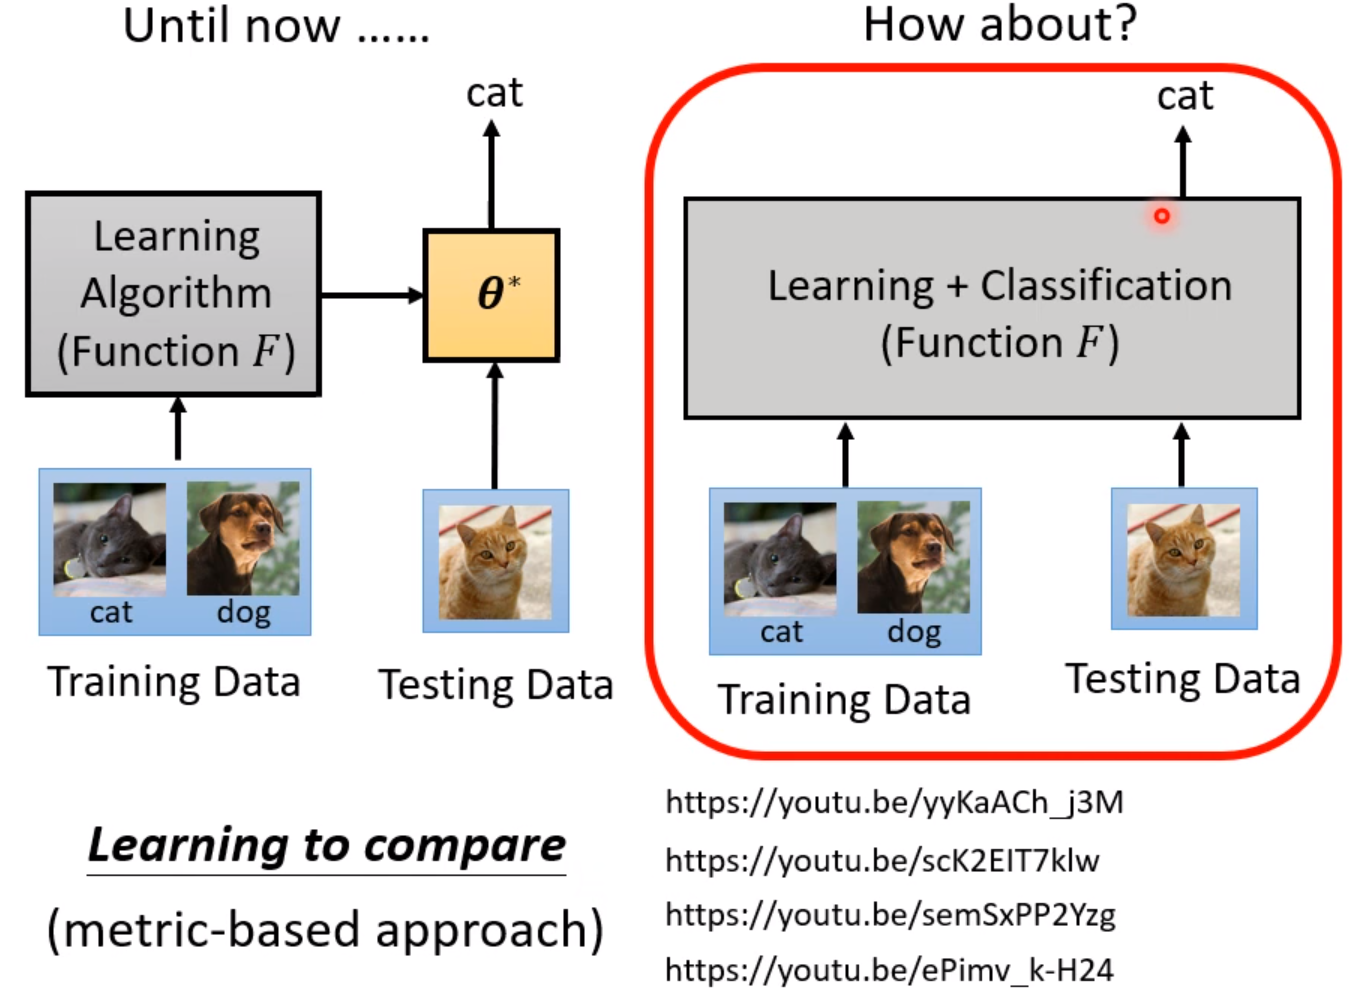 Until now ……
cat
Learning
Algorithm
(Function F)
θ*
cat
dog
Training Data
Testing Data
How about?
cat
Learning + Classification
(Function F)
cat
dog
Training Data
Testing Data
Learning to compare
(metric-based approach)
https://youtu.be/yyKaACh_j3M
https://youtu.be/scK2EIT7klw
https://youtu.be/semSxPP2Yzg
https://youtu.be/ePimv_k-H24